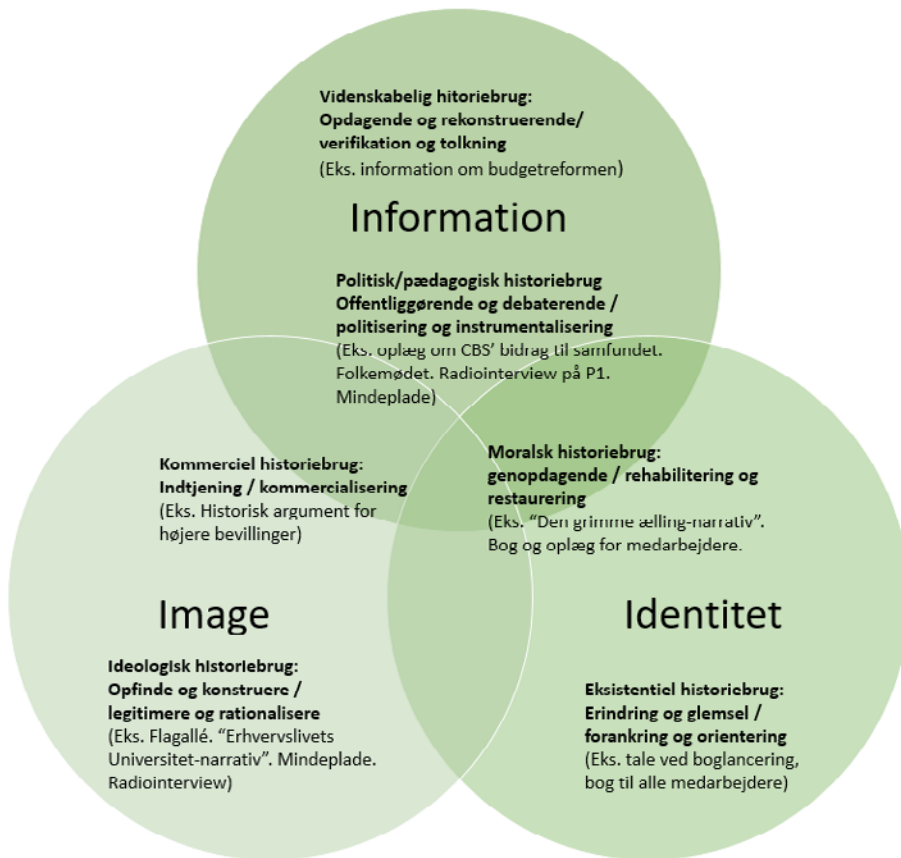 Videnskabelig hitoriebrug:
Opdagende og rekonstruerende/
verifikation og tolkning
(Eks. information om budgetreformen)
Information
Politisk/pædagogisk historiebrug
Offentliggørende og debaterende /
politisering og instrumentalisering
(Eks. oplæg om CBS' bidrag til samfundet.
Folkemødet. Radiointerview på P1.
Mindeplade)
Kommerciel historiebrug:
Indtjening / kommercialisering
(Eks. Historisk argument for
højere bevillinger)
Moralsk historiebrug:
genopdagende / rehabilitering og
restaurering
(Eks. "Den grimme ælling-narrativ".
Bog og oplæg for medarbejdere.
Image
Identitet
Ideologisk historiebrug:
Opfinde og konstruere /
legitimere og rationalisere
(Eks. Flagallé. "Erhvervslivets
Universitet-narrativ". Mindeplade.
Radiointerview)
Eksistentiel historiebrug:
Erindring og glemsel /
forankring og orientering
(Eks. tale ved boglancering,
bog til alle medarbejdere)